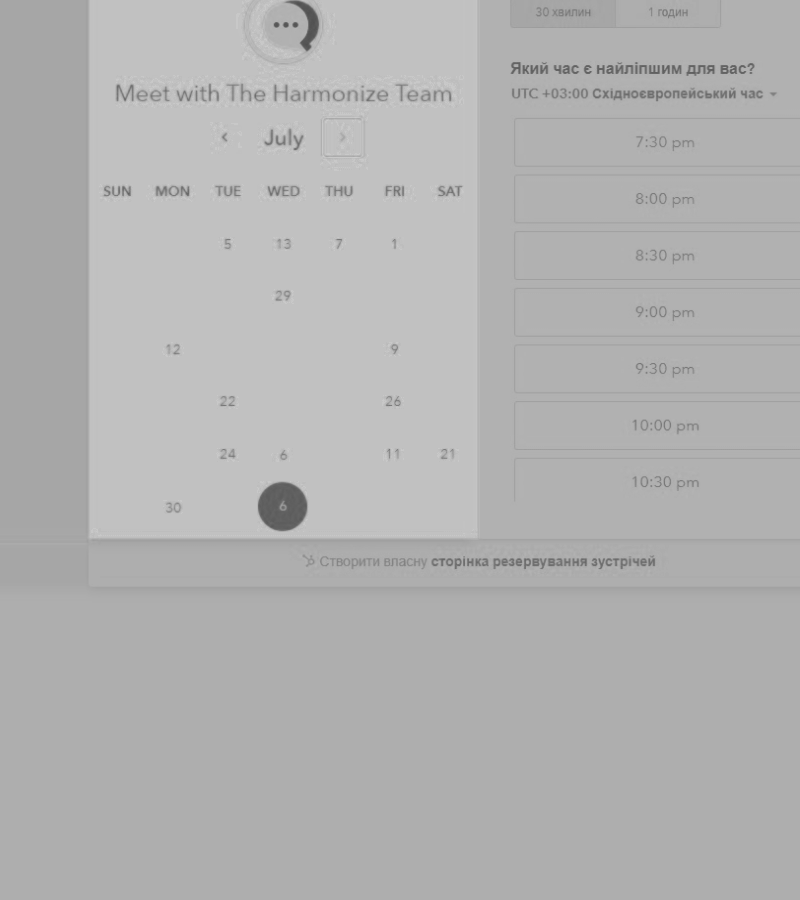 30 хвилин 1 годин
Meet with The Harmonize Team
July
SUN MON TUE WED THU FRI SAT
5 13 7 1
29
12 9
22 26
24 6 11 21
30 6
Який час є найліпшим для вас?
UTC +03:00 Східноєвропейський час
7:30 pm
8:00 pm
8:30 pm
9:00 pm
9:30 pm
10:00 pm
10:30 pm
Створити власну сторінка резервування зустрічей